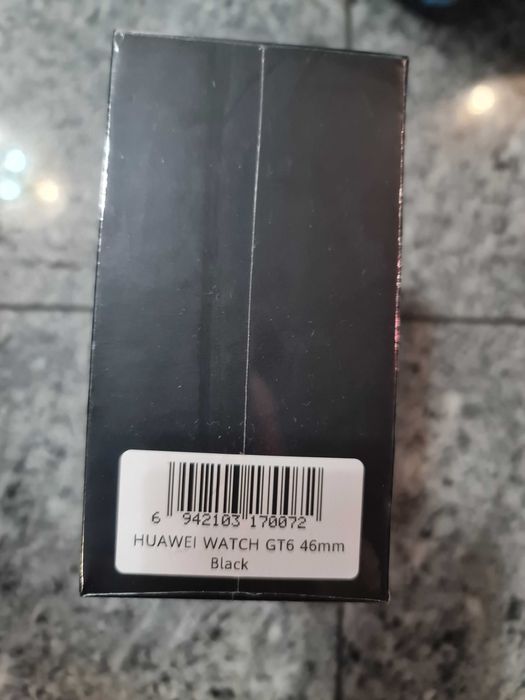 6 942103 170072
HUAWEI WATCH GT6 46mm
Black